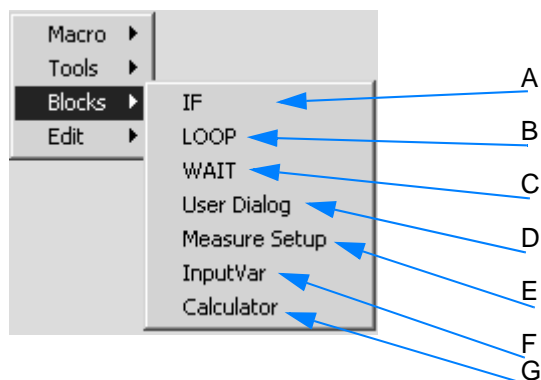 Macro
Tools
Blocks
Edit
IF
LOOP
WAIT
User Dialog
Measure Setup
InputVar
Calculator
A
B
C
D
E
F
G